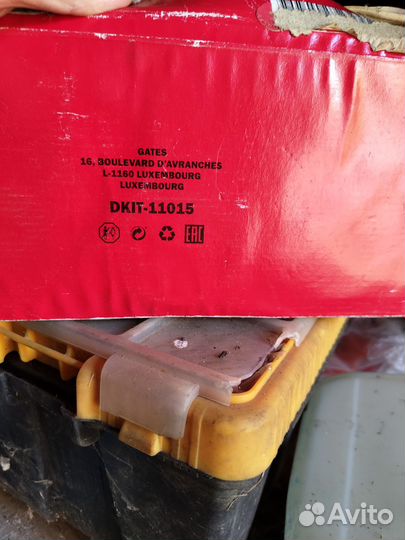 GATES
16, BOULEVARD D'AVRANCHES
L-1160 LUXEMBOURG
LUXEMBOURG
DKIT-11015
EAC
Avito